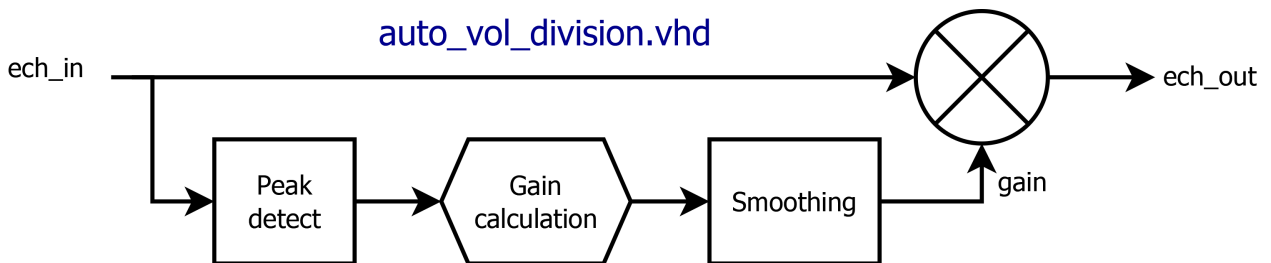 auto_vol_division.vhd
ech_in
ech_out
Peak
detect
Gain
calculation
Smoothing
gain